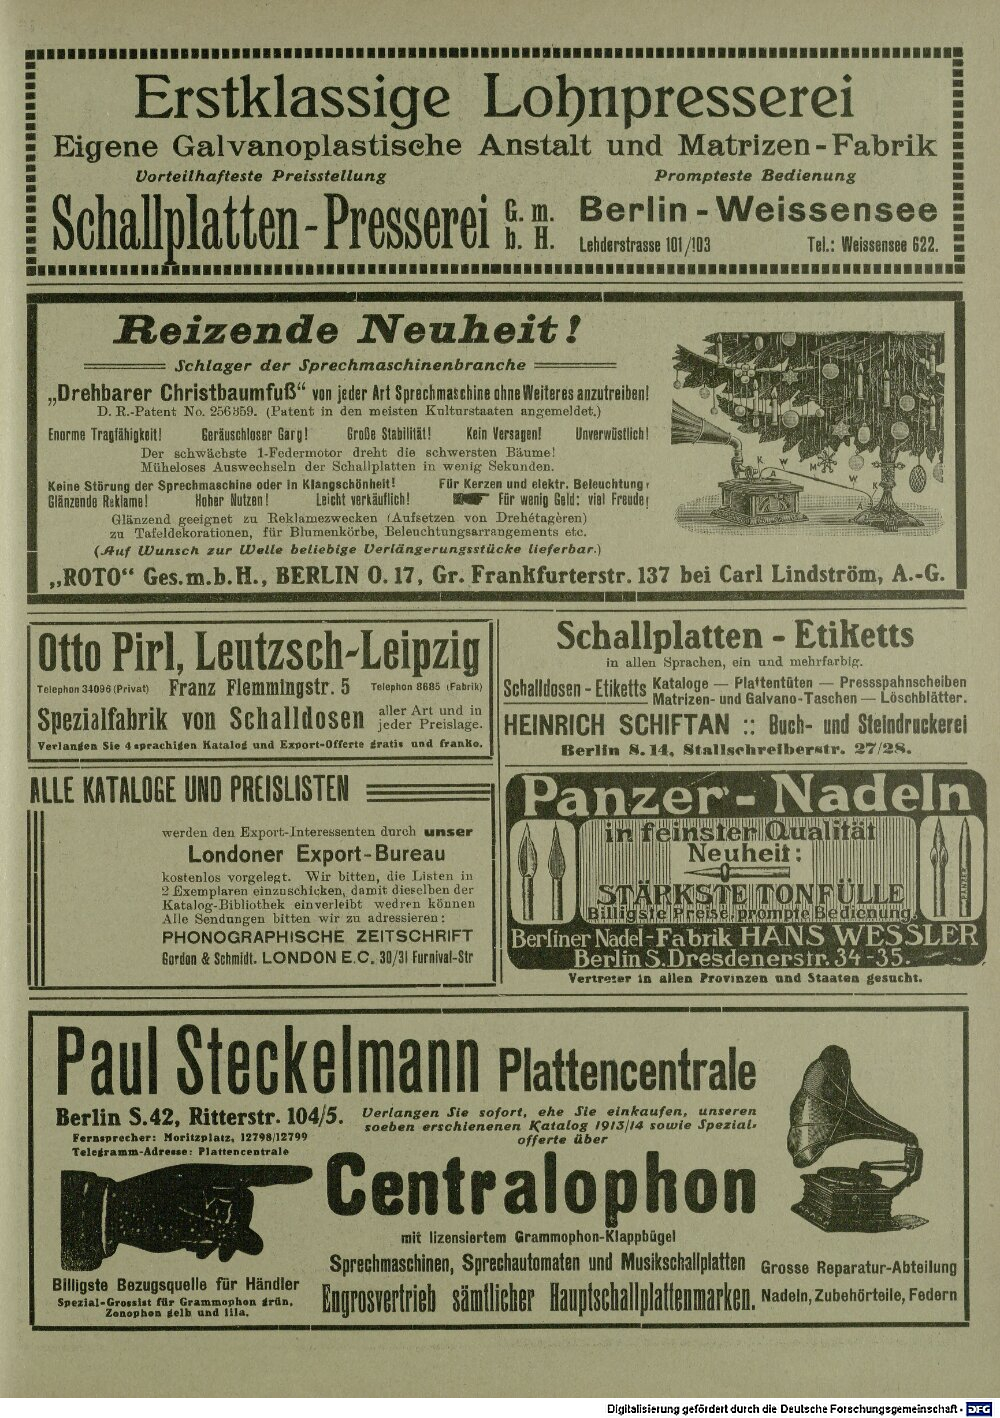 Erstklassige Lohnpresserei
Eigene Galvanoplastische Anstalt und Matrizen-Fabrik
Vorteilhafteste Preisstellung Prompteste Bedienung
Schallplatten-Presserei G. m. b. H. Berlin-Weissensee
Lehderstrasse 101/103 Tel.: Weissensee 622.
Reizende Neuheit!
Schlager der Sprechmaschinenbranche
„Drehbarer Christbaumfuß“ von jeder Art Sprechmaschine ohne Weiteres anzutreiben!
D. R.-Patent No. 256859. (Patent in den meisten Kulturstaaten angemeldet.)
Enorme Tragfähigkeit! Geräuschloser Gang! Große Stabilität! Kein Versagen! Unverwüstlich!
Der schwächste 1-Federmotor dreht die schwersten Bäume!
Müheloses Auswechseln der Schallplatten in wenig Sekunden.
Keine Störung der Sprechmaschine oder in Klangschönheit! Für Kerzen und elektr. Beleuchtung,
Glänzende Reklame! Hoher Nutzen! Leicht verkäuflich! Für wenig Geld: viel Freude,
Glänzend geeignet zu Reklamezwecken (Aufsetzen von Drehétagèren)
zu Tafeldekorationen, für Blumenkörbe, Beleuchtungsarrangements etc.
(Auf Wunsch zur Welle beliebige Verlängerungsstücke lieferbar.)
„ROTO“ Ges.m.b.H., BERLIN O. 17, Gr. Frankfurterstr. 137 bei Carl Lindström, A.-G.
K W M W K A A
Otto Pirl, Leutzsch-Leipzig
Telephon 34096 (Privat) Franz Flemmingstr. 5 Telephon 8685 (Fabrik)
Spezialfabrik von Schalldosen aller Art und in
jeder Preislage.
Verlangen Sie 4sprachigen Katalog und Export-Offerte gratis und franko.
Schallplatten-Etiketts
in allen Sprachen, ein und mehrfarbig.
Schalldosen-Etiketts Kataloge — Plattentüten — Pressspahnscheiben
Matrizen- und Galvano-Taschen — Löschblätter.
HEINRICH SCHIFTAN :: Buch- und Steindruckerei
Berlin S. 14, Stallschreiberstr. 27/28.
ALLE KATALOGE UND PREISLISTEN
werden den Export-Interessenten durch unser
Londoner Export-Bureau
kostenlos vorgelegt. Wir bitten, die Listen in
2 Exemplaren einzuschicken, damit dieselben der
Katalog-Bibliothek einverleibt wedren können
Alle Sendungen bitten wir zu adressieren:
PHONOGRAPHISCHE ZEITSCHRIFT
Gordon & Schmidt. LONDON E.C. 30/31 Furnival-Str
Panzer-Nadeln
in feinster Qualität
Neuheit:
STÄRKSTE TONFÜLLE
Billigste Preise, prompte Bedienung.
PANZER
Berliner Nadel-Fabrik HANS WESSLER
Berlin S. Dresdenerstr. 34-35.
Vertreter in allen Provinzen und Staaten gesucht.
Paul Steckelmann Plattencentrale
Berlin S. 42, Ritterstr. 104/5.
Fernsprecher: Moritzplatz, 12798/12799
Telegramm-Adresse: Plattencentrale
Verlangen Sie sofort, ehe Sie einkaufen, unseren
soeben erschienenen Katalog 1913/14 sowie Spezial-
offerte über
Centralophon
mit lizensiertem Grammophon-Klappbügel
Sprechmaschinen, Sprechautomaten und Musikschallplatten
Engrosvertrieb sämtlicher Hauptschallplattenmarken.
Billigste Bezugsquelle für Händler
Spezial-Grossist für Grammophon grün,
Zonophon gelb und lila.
Grosse Reparatur-Abteilung
Nadeln, Zubehörteile, Federn
Digitalisierung gefördert durch die Deutsche Forschungsgemeinschaft - DFG